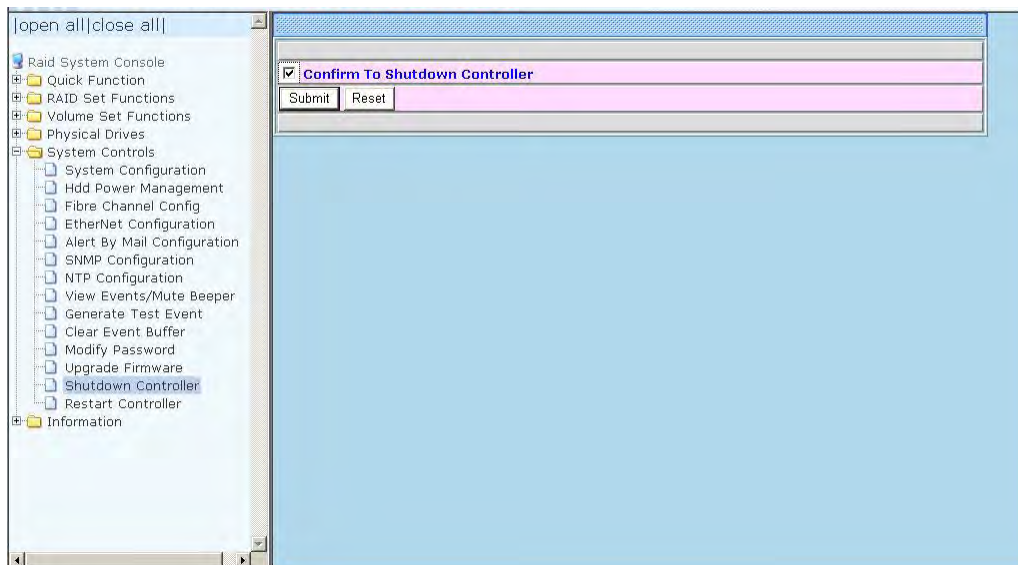 |open all|close all|
Raid System Console
Quick Function
RAID Set Functions
Volume Set Functions
Physical Drives
System Controls
System Configuration
Hdd Power Management
Fibre Channel Config
EtherNet Configuration
Alert By Mail Configuration
SNMP Configuration
NTP Configuration
View Events/Mute Beeper
Generate Test Event
Clear Event Buffer
Modify Password
Upgrade Firmware
Shutdown Controller
Restart Controller
Information
Confirm To Shutdown Controller
Submit Reset